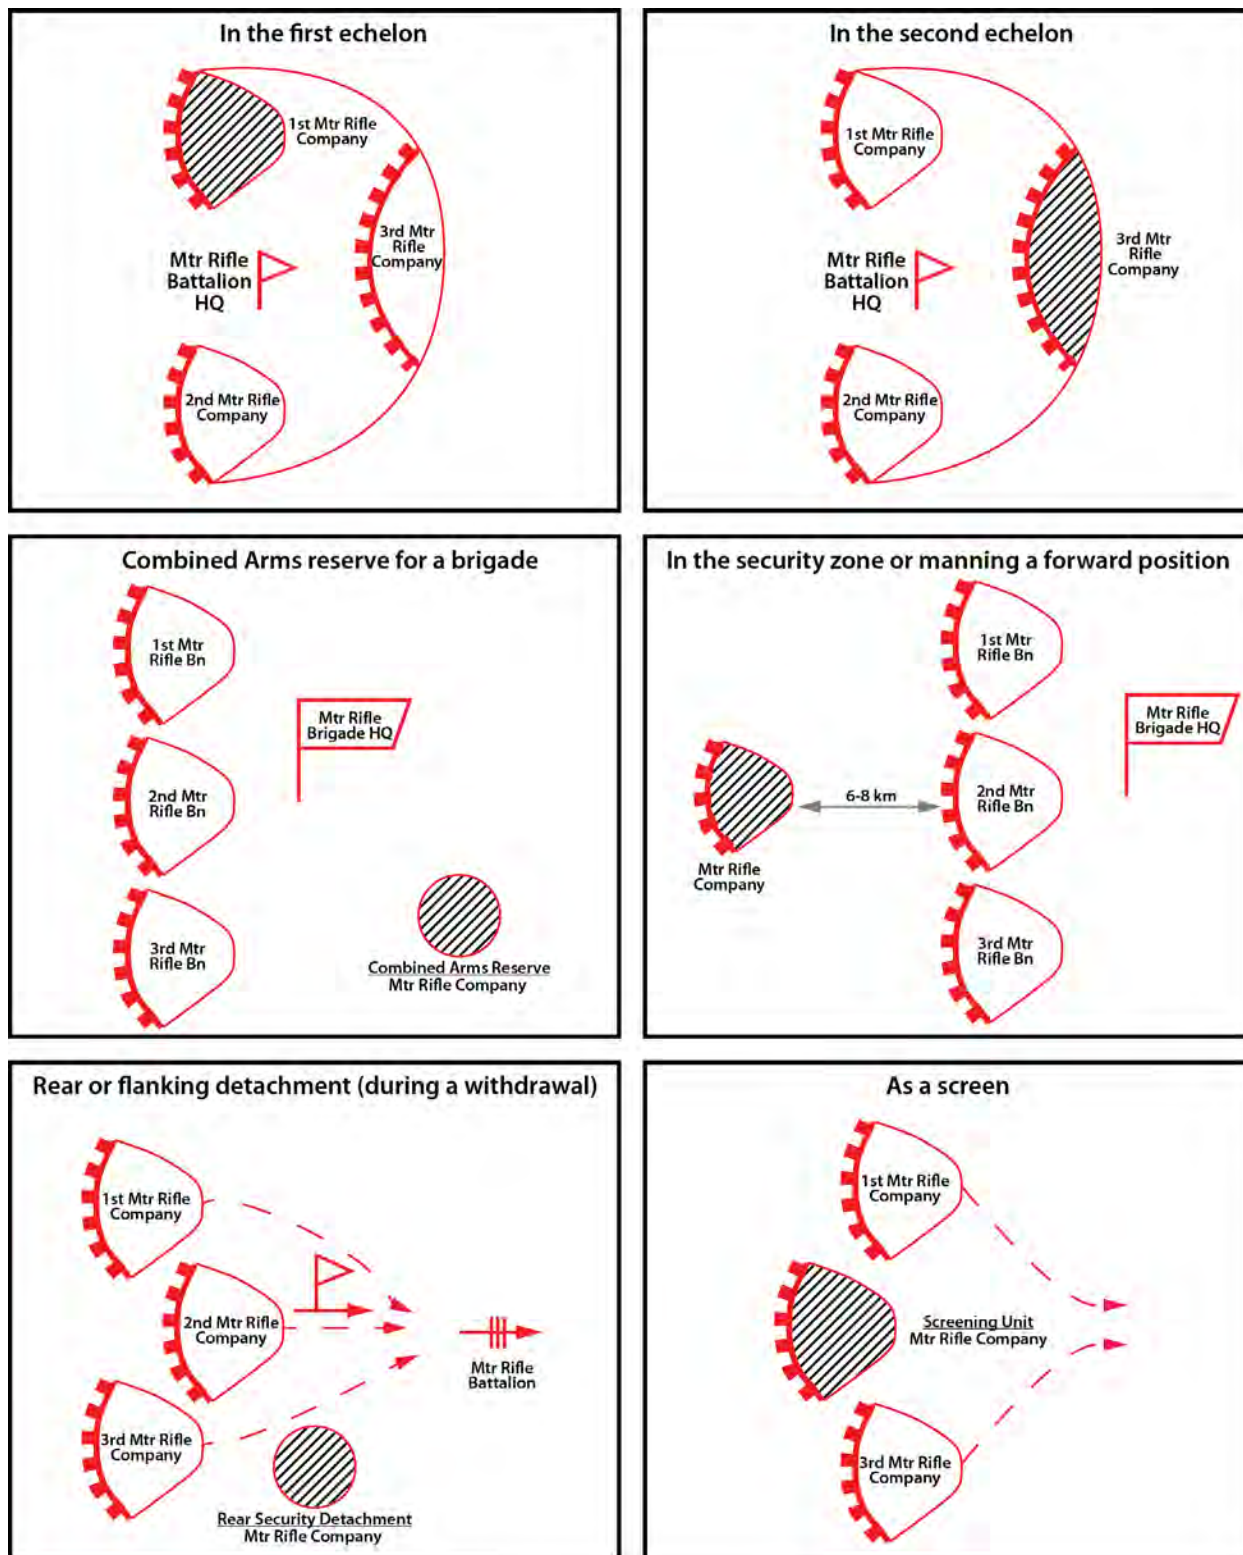 In the first echelon
1st Mtr Rifle
Company
3rd Mtr
Rifle
Company
Mtr Rifle
Battalion
HQ
2nd Mtr Rifle
Company
In the second echelon
1st Mtr Rifle
Company
3rd Mtr
Rifle
Company
Mtr Rifle
Battalion
HQ
2nd Mtr Rifle
Company
Combined Arms reserve for a brigade
1st Mtr
Rifle Bn
Mtr Rifle
Brigade HQ
2nd Mtr
Rifle Bn
3rd Mtr
Rifle Bn
Combined Arms Reserve
Mtr Rifle Company
In the security zone or manning a forward position
1st Mtr
Rifle Bn
Mtr Rifle
Brigade HQ
6-8 km
2nd Mtr
Rifle Bn
Mtr Rifle
Company
3rd Mtr
Rifle Bn
Rear or flanking detachment (during a withdrawal)
1st Mtr Rifle
Company
2nd Mtr Rifle
Company
Mtr Rifle
Battalion
3rd Mtr Rifle
Company
Rear Security Detachment
Mtr Rifle Company
As a screen
1st Mtr Rifle
Company
Screening Unit
Mtr Rifle Company
3rd Mtr Rifle
Company